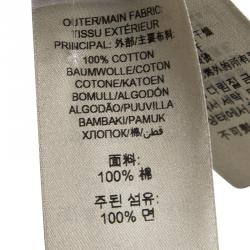 OUTER/MAIN FABRIC:
TISSU EXTÉRIEUR
PRINCIPAL: / 外部/主要布料:
100% COTTON
BAUMWOLLE/COTON
COTONE/KATOEN
BOMULL/ALGODÓN
ALGODÃO/PUUVILLA
BAMBAKI/PAMUK
ХЛОПОК/棉/قطن
面料:
100% 棉
주된 섬유:
100% 면